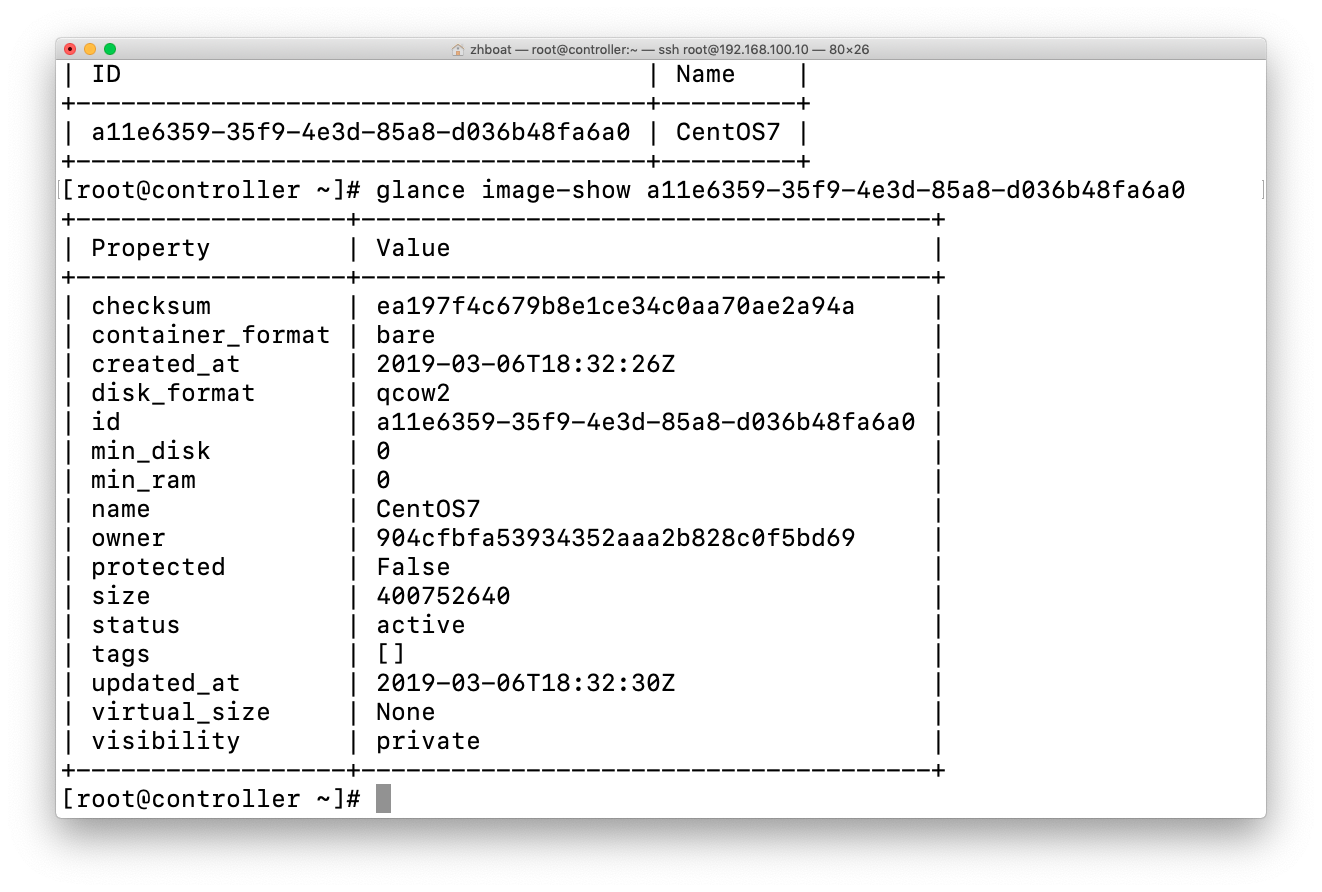 zhboat — root@controller:~ — ssh root@192.168.100.10 — 80×26
| ID                                   | Name    |
+--------------------------------------+---------+
| a11e6359-35f9-4e3d-85a8-d036b48fa6a0 | CentOS7 |
+--------------------------------------+---------+
[root@controller ~]# glance image-show a11e6359-35f9-4e3d-85a8-d036b48fa6a0
+------------------+--------------------------------------+
| Property         | Value                                |
+------------------+--------------------------------------+
| checksum         | ea197f4c679b8e1ce34c0aa70ae2a94a     |
| container_format | bare                                 |
| created_at       | 2019-03-06T18:32:26Z                 |
| disk_format      | qcow2                                |
| id               | a11e6359-35f9-4e3d-85a8-d036b48fa6a0 |
| min_disk         | 0                                    |
| min_ram          | 0                                    |
| name             | CentOS7                              |
| owner            | 904cfbfa53934352aaa2b828c0f5bd69     |
| protected        | False                                |
| size             | 400752640                            |
| status           | active                               |
| tags             | []                                   |
| updated_at       | 2019-03-06T18:32:30Z                 |
| virtual_size     | None                                 |
| visibility       | private                              |
+------------------+--------------------------------------+
[root@controller ~]#